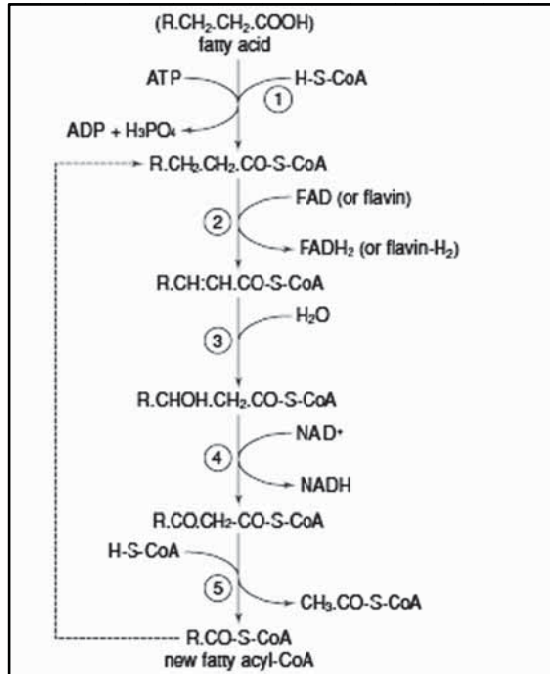 (R.CH₂.CH₂.COOH)
fatty acid
ATP
H-S-CoA
1
ADP + H₃PO₄
R.CH₂.CH₂.CO-S-CoA
FAD (or flavin)
2
FADH₂ (or flavin-H₂)
R.CH:CH.CO-S-CoA
H₂O
3
R.CHOH.CH₂.CO-S-CoA
NAD⁺
4
NADH
R.CO.CH₂-CO-S-CoA
H-S-CoA
5
CH₃.CO-S-CoA
R.CO-S-CoA
new fatty acyl-CoA